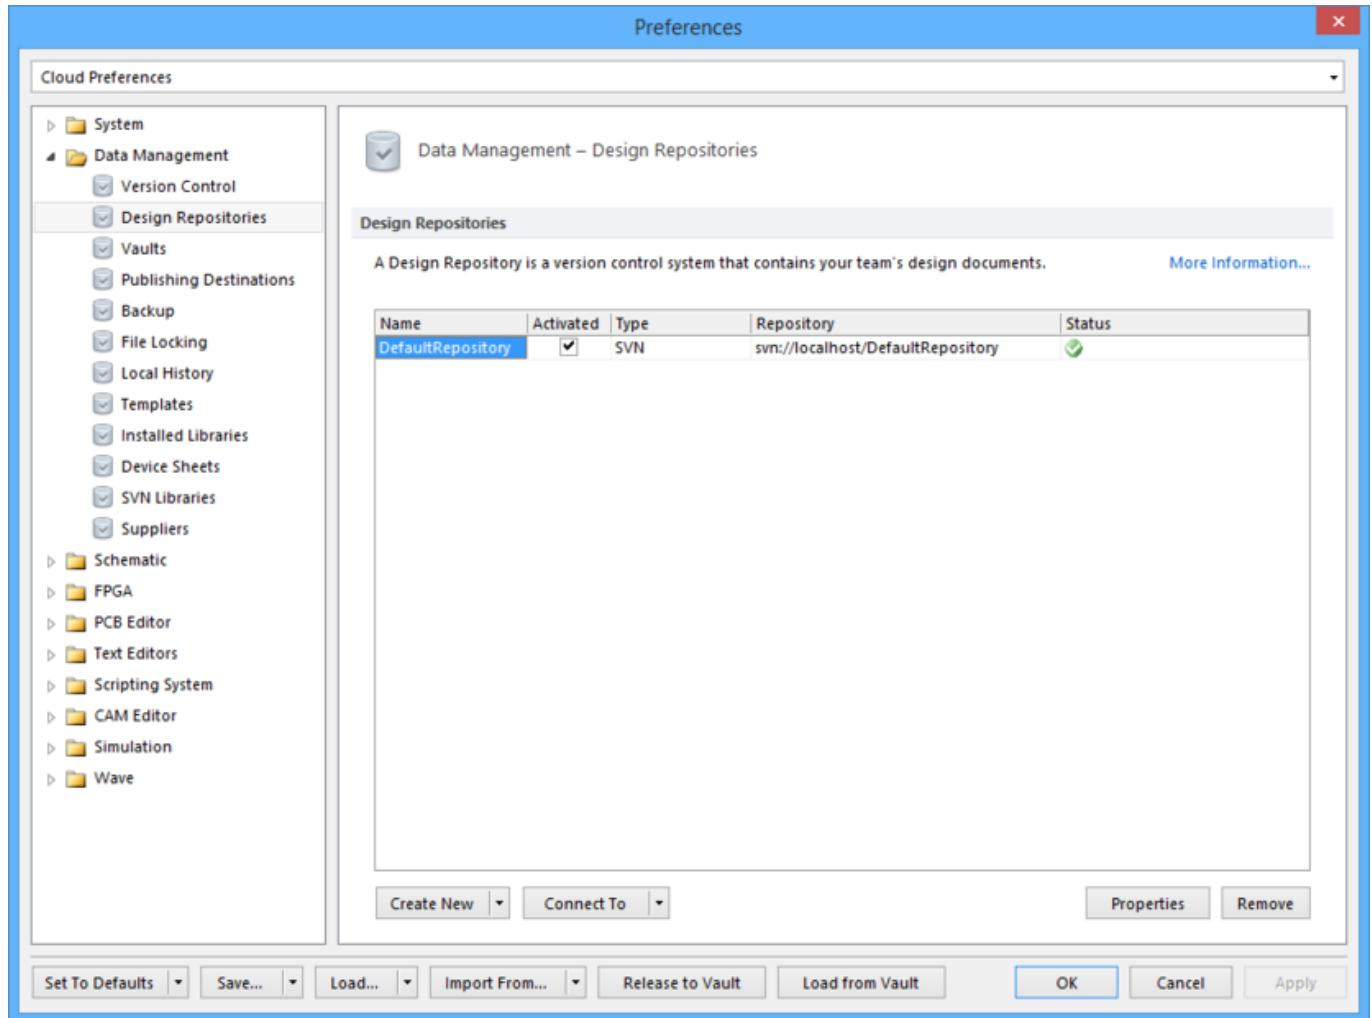 Preferences
Cloud Preferences
System
Data Management
Version Control
Design Repositories
Vaults
Publishing Destinations
Backup
File Locking
Local History
Templates
Installed Libraries
Device Sheets
SVN Libraries
Suppliers
Schematic
FPGA
PCB Editor
Text Editors
Scripting System
CAM Editor
Simulation
Wave
Data Management – Design Repositories
Design Repositories
A Design Repository is a version control system that contains your team's design documents. More Information...
Name Activated Type Repository Status
DefaultRepository SVN svn://localhost/DefaultRepository
Create New Connect To Properties Remove
Set To Defaults Save... Load... Import From... Release to Vault Load from Vault OK Cancel Apply